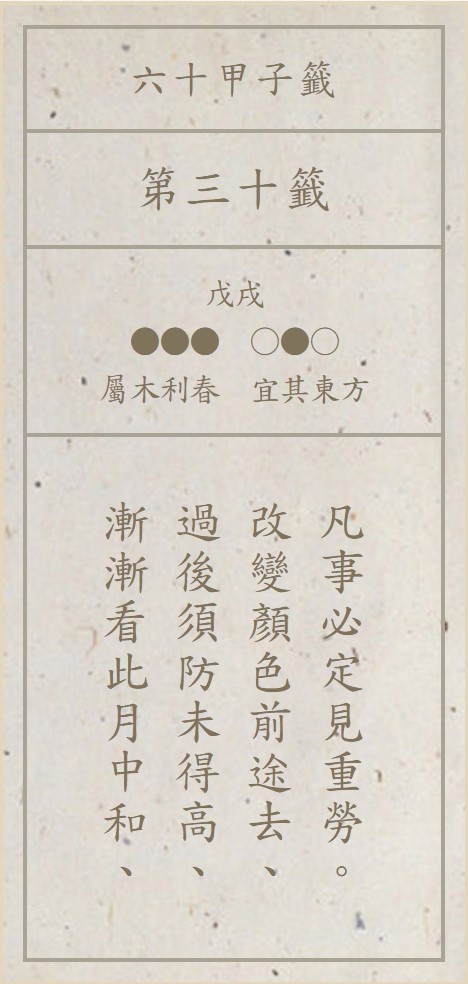 六十甲子籤
第三十籤
戊戌
●●● ○●○
屬木利春 宜其東方
漸漸看此月中和、
過後須防未得高、
改變顏色前途去、
凡事必定見重勞。